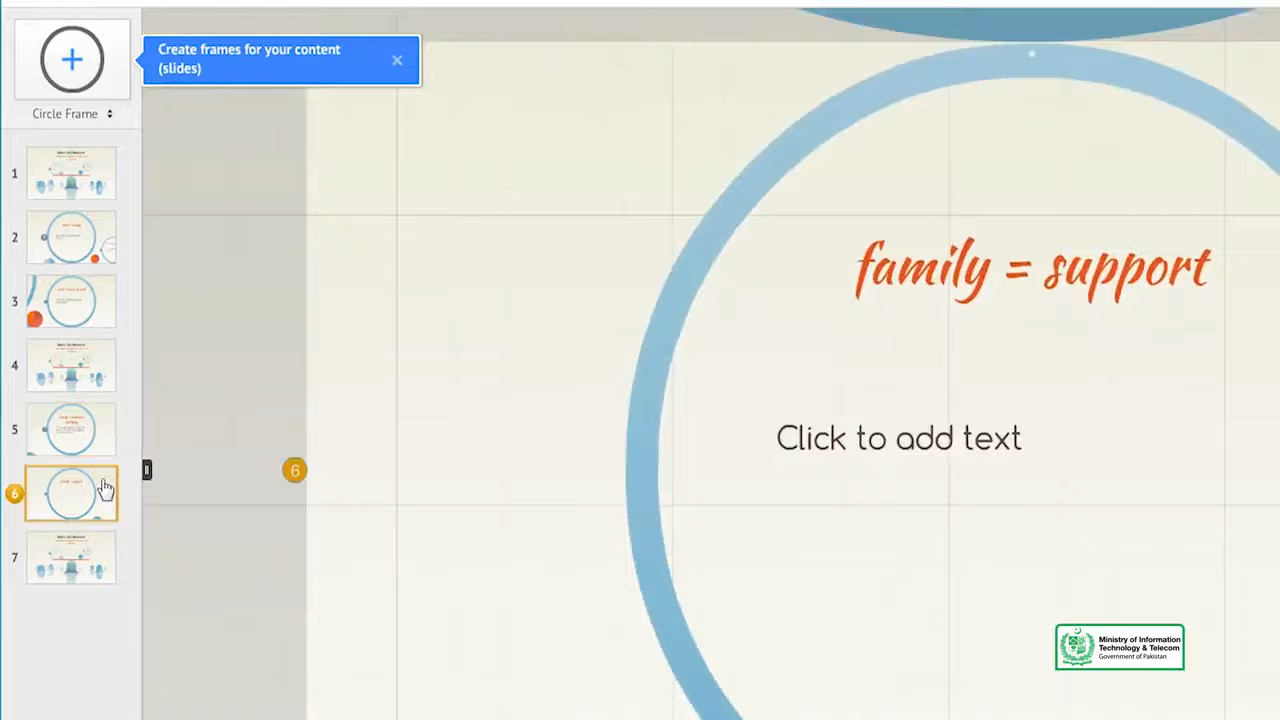 Create frames for your content
(slides)
Circle Frame
1
2
3
4
5
6
7
6
family = support
Click to add text
Ministry of Information
Technology & Telecom
Government of Pakistan